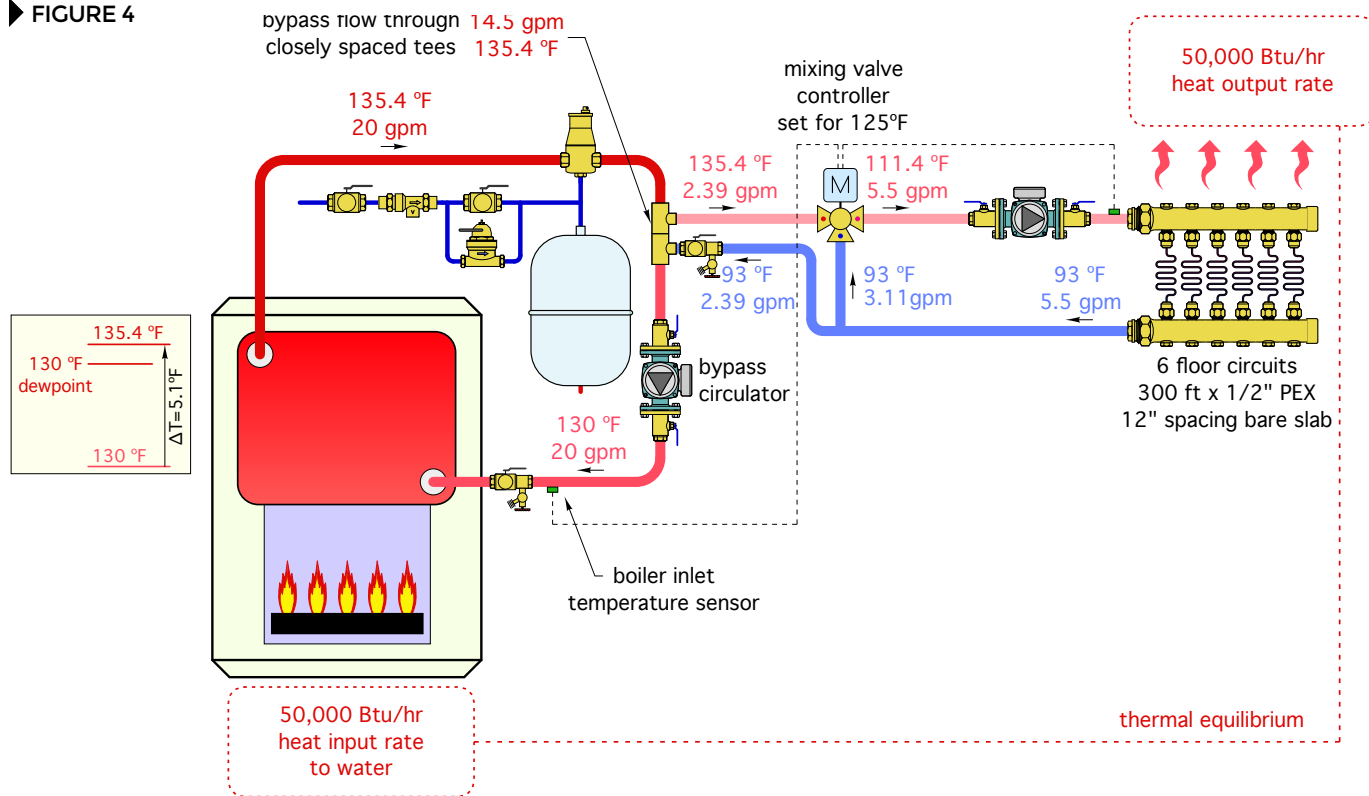 FIGURE 4
bypass flow through 14.5 gpm
closely spaced tees 135.4 ºF
50,000 Btu/hr
heat output rate
mixing valve
controller
set for 125ºF
135.4 ºF
20 gpm
135.4 ºF
2.39 gpm
M
111.4 ºF
5.5 gpm
93 ºF
2.39 gpm
93 ºF
3.11gpm
93 ºF
5.5 gpm
135.4 ºF
130 ºF
dewpoint
ΔT=5.1ºF
130 ºF
bypass
circulator
6 floor circuits
300 ft x 1/2" PEX
12" spacing bare slab
130 ºF
20 gpm
boiler inlet
temperature sensor
50,000 Btu/hr
heat input rate
to water
thermal equilibrium